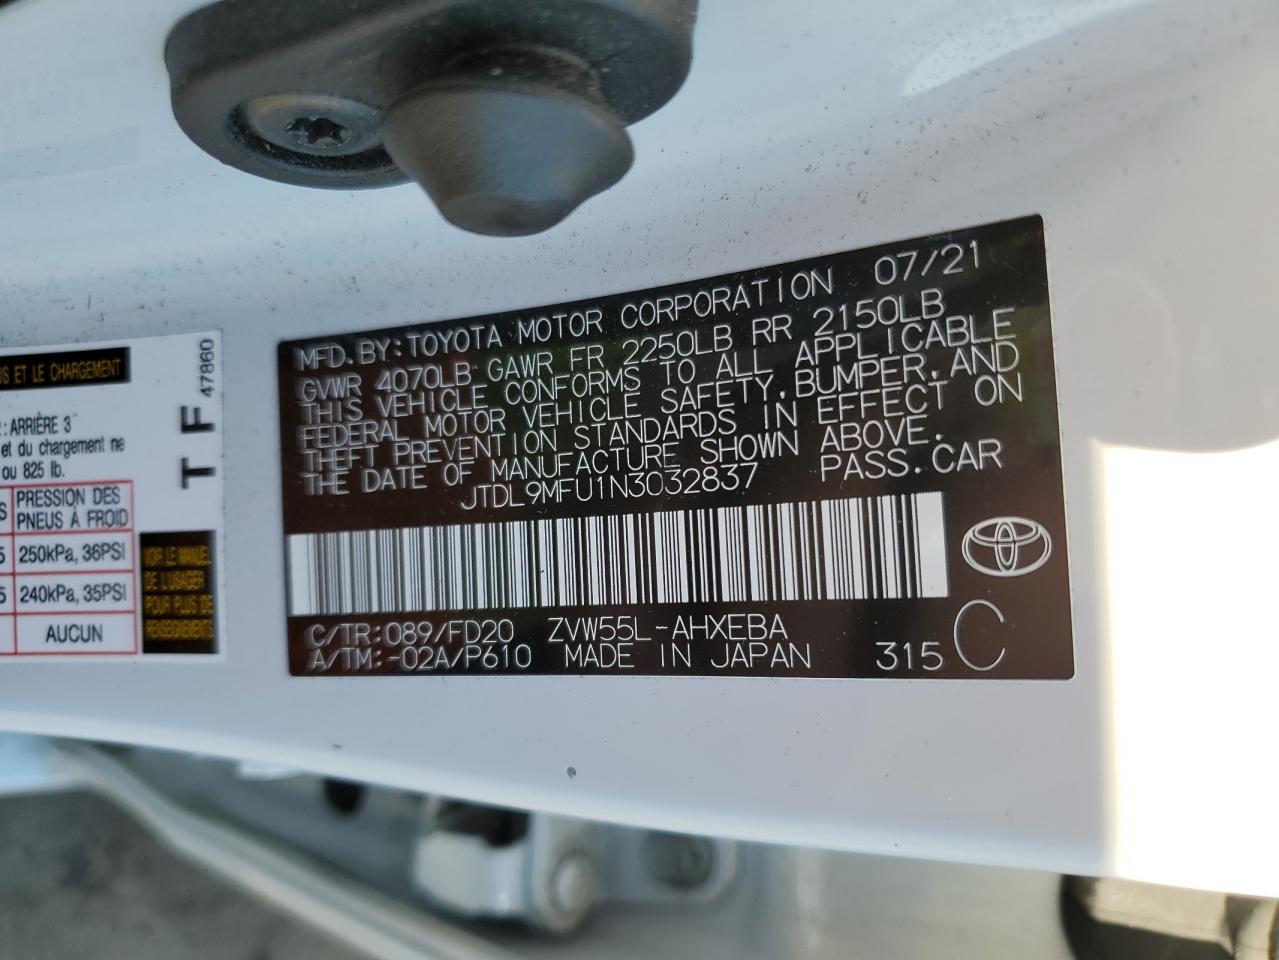 US ET LE CHARGEMENT
: ARRIÈRE 3
et du chargement ne
ou 825 lb.
PRESSION DES
PNEUS À FROID
5 250kPa, 36PSI
5 240kPa, 35PSI
AUCUN
T F 47860
VOIR LE MANUEL
DE L'USAGER
POUR PLUS DE
RENSEIGNEMENTS
MFD. BY: TOYOTA MOTOR CORPORATION 07/21
GVWR 4070LB GAWR FR 2250LB RR 2150LB
THIS VEHICLE CONFORMS TO ALL APPLICABLE
FEDERAL MOTOR VEHICLE SAFETY, BUMPER, AND
THEFT PREVENTION STANDARDS IN EFFECT ON
THE DATE OF MANUFACTURE SHOWN ABOVE.
JTDL9MFU1N3032837 PASS. CAR
C/TR: 089/FD20 ZVW55L-AHXEBA
A/TM: -02A/P610 MADE IN JAPAN 315 C